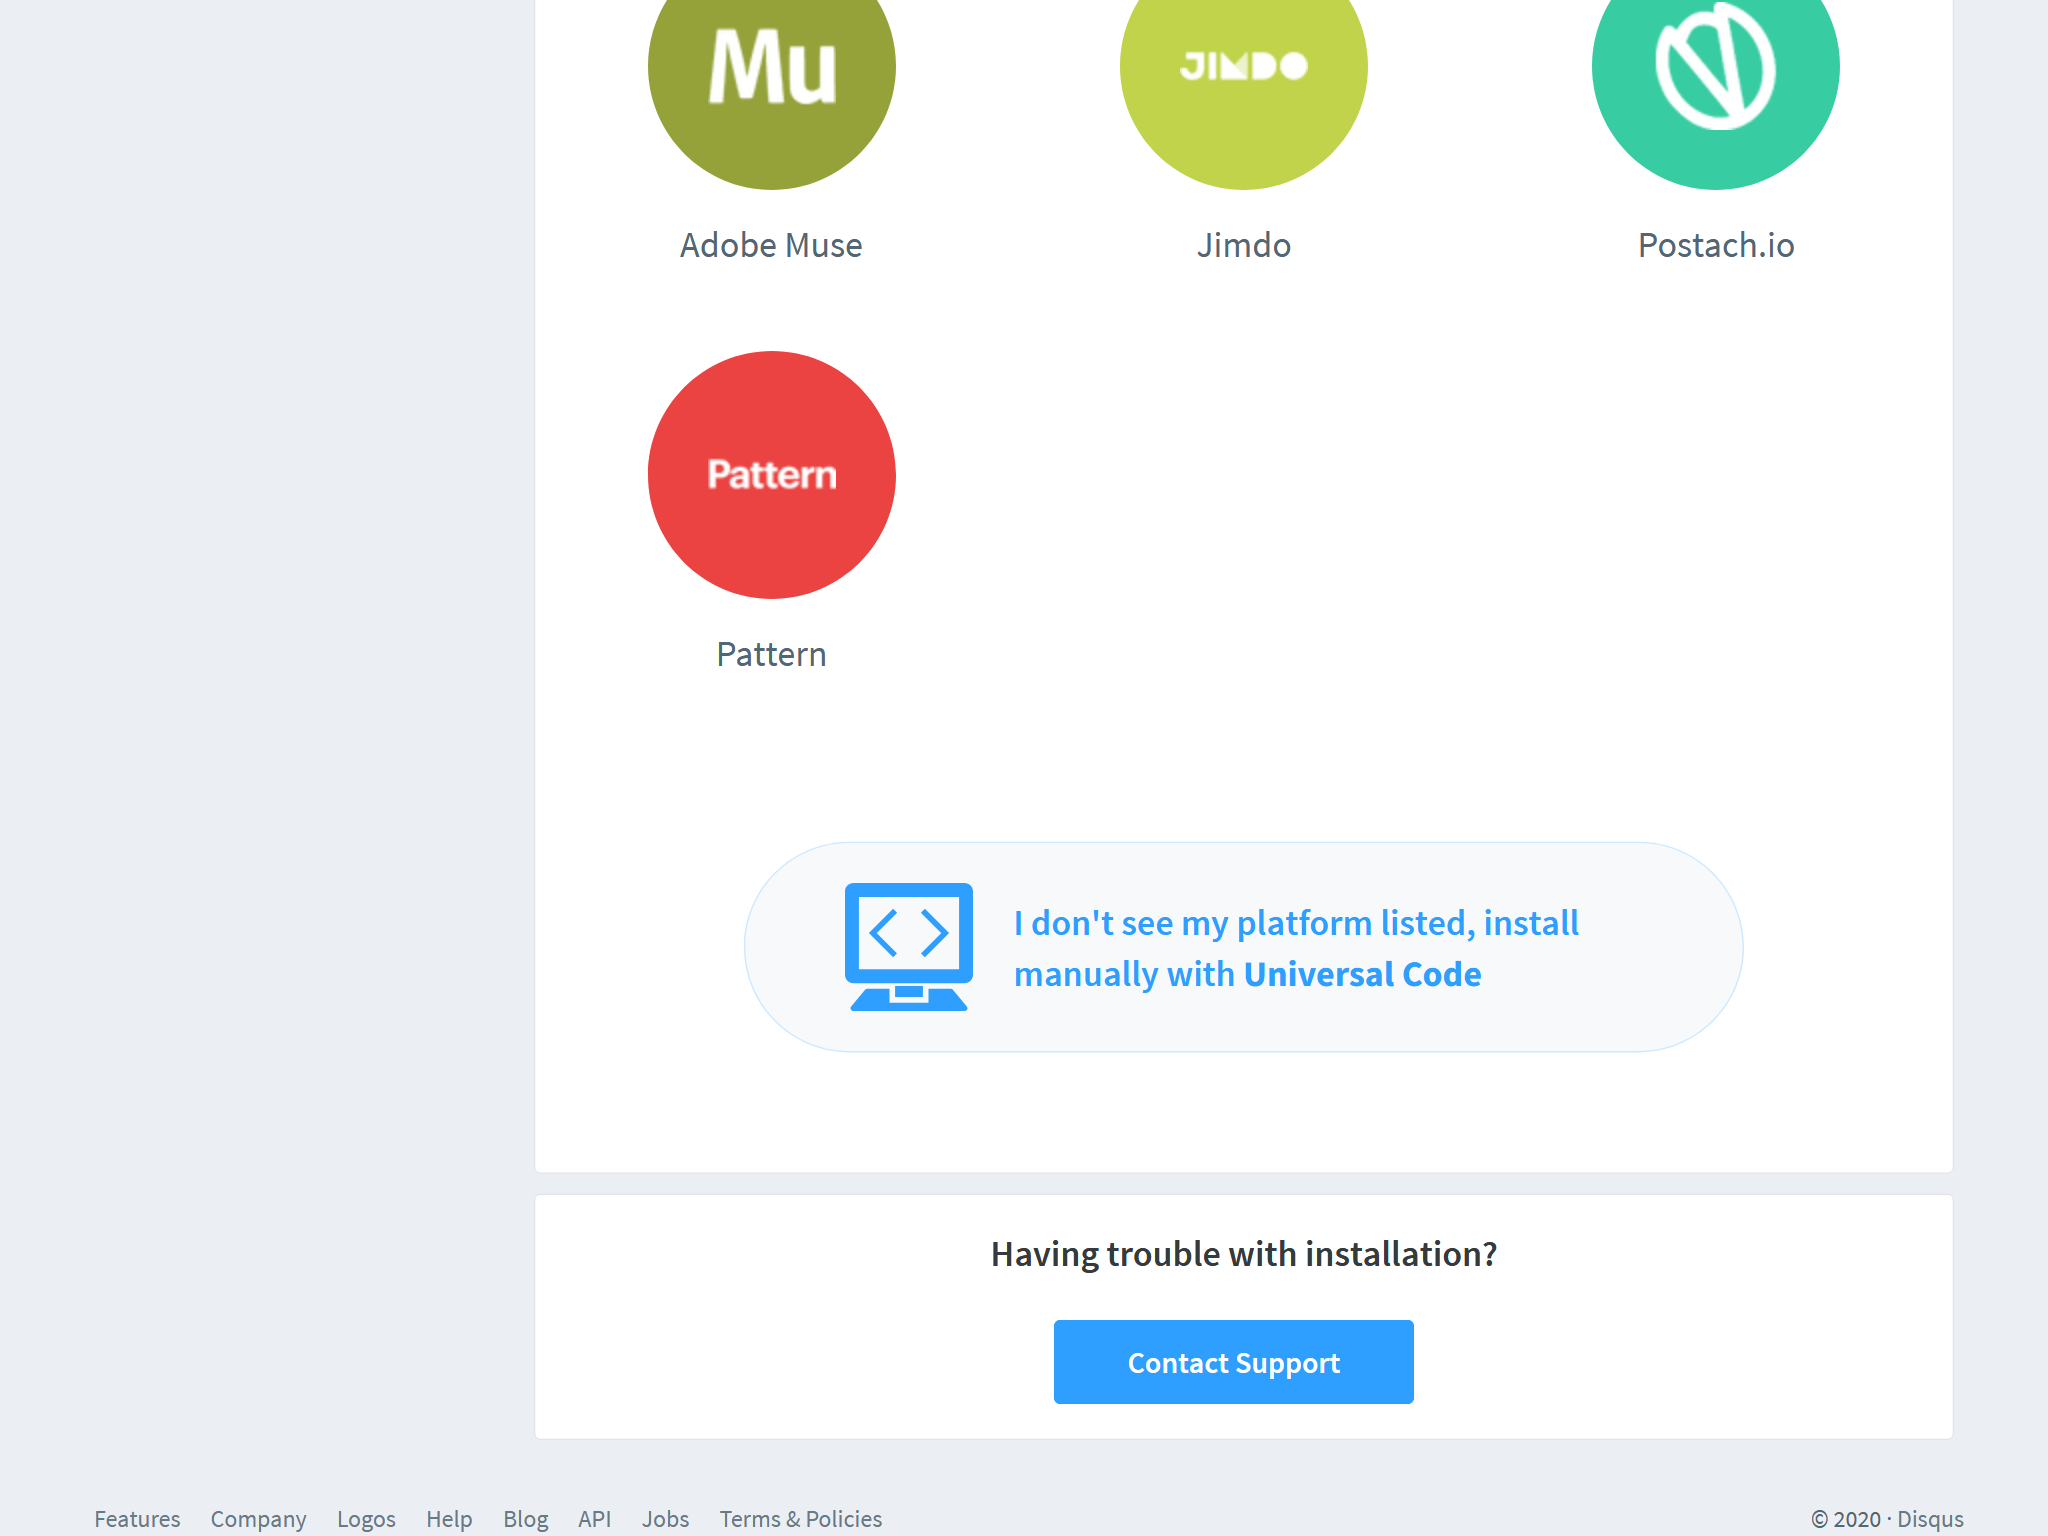 Mu
JIMDO
Adobe Muse
Jimdo
Postach.io
Pattern
Pattern
I don't see my platform listed, install
manually with Universal Code
Having trouble with installation?
Contact Support
Features Company Logos Help Blog API Jobs Terms & Policies © 2020 · Disqus